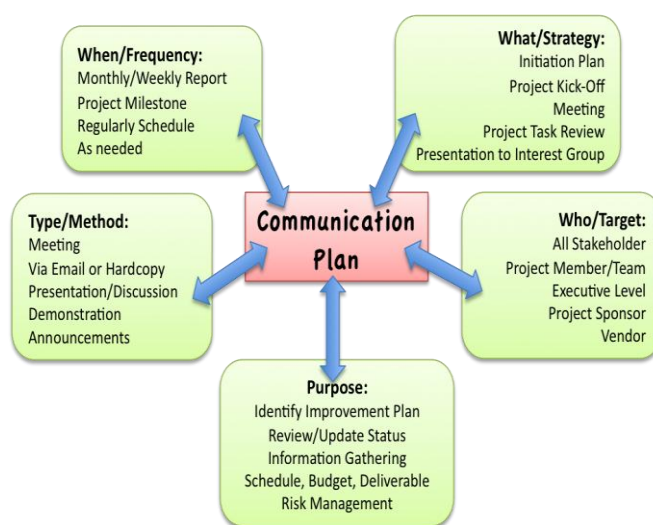 When/Frequency:
Monthly/Weekly Report
Project Milestone
Regularly Schedule
As needed
What/Strategy:
Initiation Plan
Project Kick-Off
Meeting
Project Task Review
Presentation to Interest Group
Communication
Plan
Type/Method:
Meeting
Via Email or Hardcopy
Presentation/Discussion
Demonstration
Announcements
Who/Target:
All Stakeholder
Project Member/Team
Executive Level
Project Sponsor
Vendor
Purpose:
Identify Improvement Plan
Review/Update Status
Information Gathering
Schedule, Budget, Deliverable
Risk Management